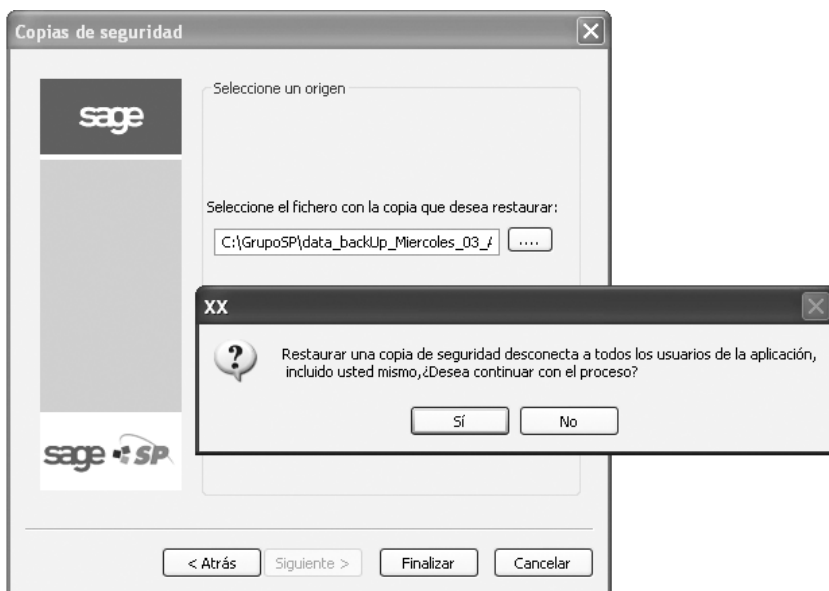 Copias de seguridad
sage
Seleccione un origen
Seleccione el fichero con la copia que desea restaurar:
C:\GrupoSP\data_backUp_Miercoles_03_
....
XX
Restaurar una copia de seguridad desconecta a todos los usuarios de la aplicación,
incluido usted mismo,¿Desea continuar con el proceso?
Sí
No
sage SP
< Atrás
Siguiente >
Finalizar
Cancelar